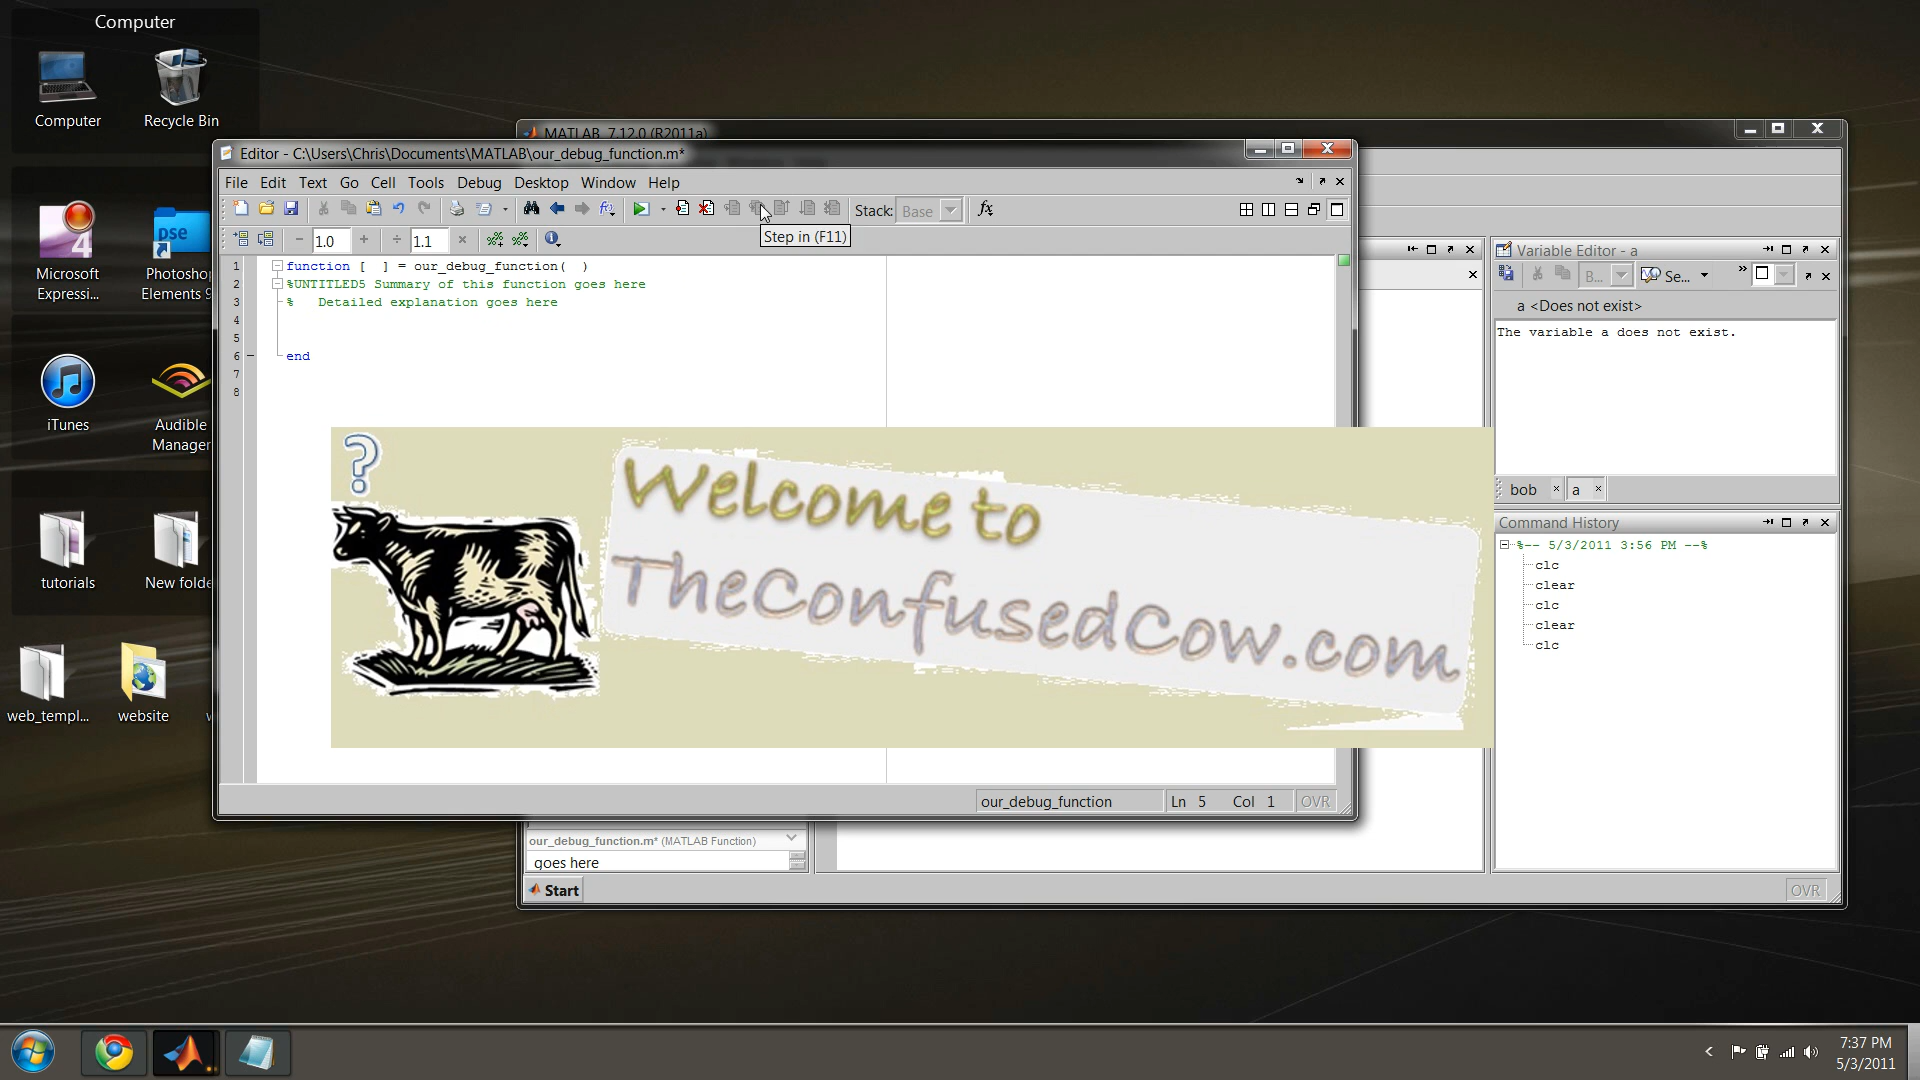 Computer
Computer
Recycle Bin
Microsoft
Expressi...
4
pse
Photosho
Elements 9
iTunes
Audible
Manager
tutorials
New folde
web_templ...
website
w
MATLAB 7.12.0 (R2011a)
Editor - C:\Users\Chris\Documents\MATLAB\our_debug_function.m*
File Edit Text Go Cell Tools Debug Desktop Window Help
Stack: Base
fx
1.0
1.1
Step in (F11)
1 function [  ] = our_debug_function(  )
2 %UNTITLED5 Summary of this function goes here
3 %   Detailed explanation goes here
4
5
6 end
7
8
?
Welcome to
TheConfusedCow.com
our_debug_function
Ln 5 Col 1
OVR
our_debug_function.m* (MATLAB Function)
goes here
Start
OVR
Variable Editor - a
B... Se...
a <Does not exist>
The variable a does not exist.
bob
a
Command History
%-- 5/3/2011 3:56 PM --%
clc
clear
clc
clear
clc
7:37 PM
5/3/2011